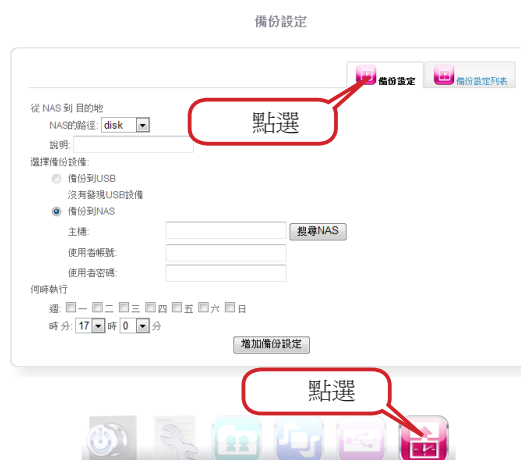 備份設定
備份設定 備份設定列表
從 NAS 到 目的地
NAS的路徑: disk
點選
說明:
選擇備份設備:
備份到USB
沒有發現USB設備
備份到NAS
主機: 搜尋NAS
使用者帳號:
使用者密碼:
何時執行
週: 一 二 三 四 五 六 日
時 分: 17 時 0 分
增加備份設定
點選